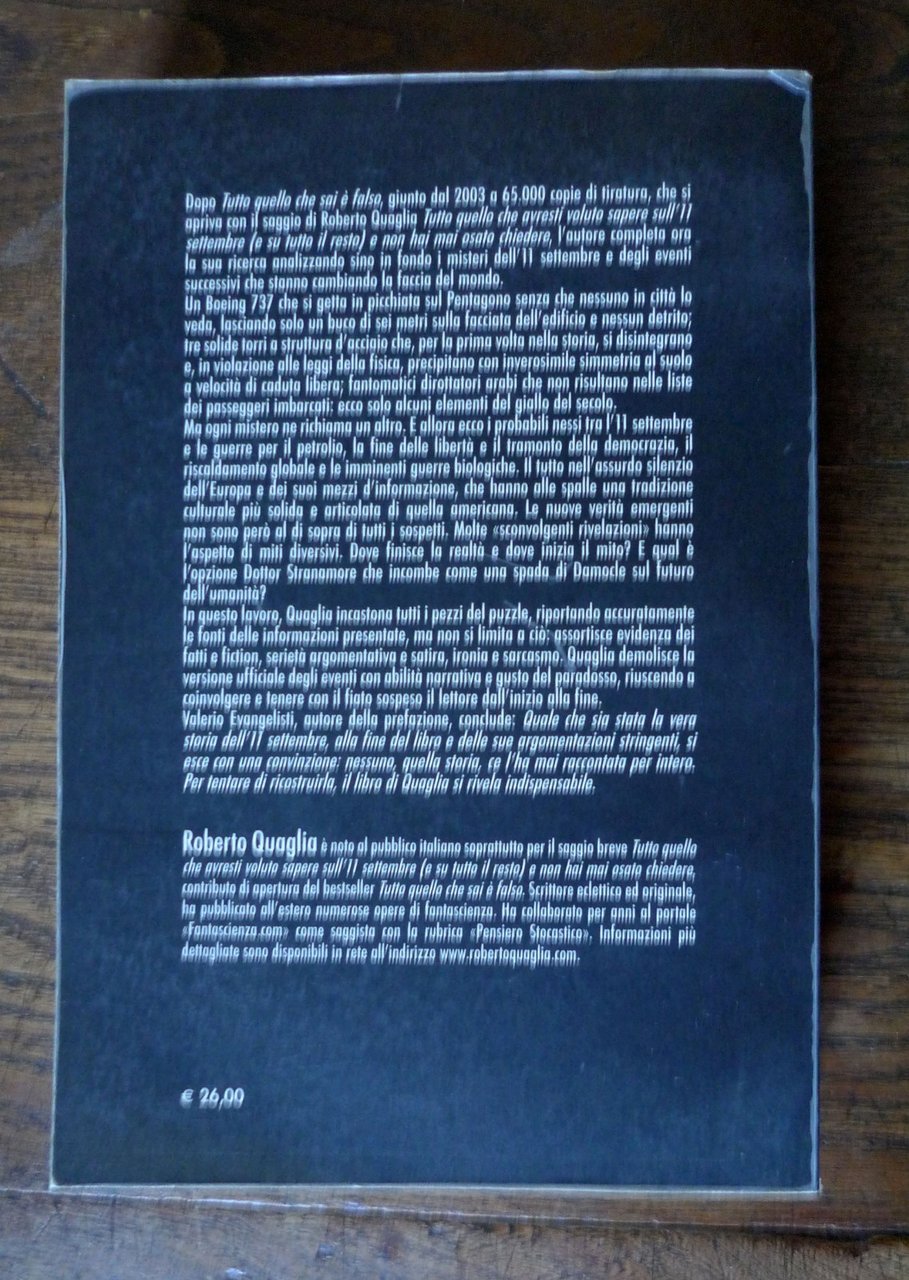 Dopo Tutto quello che sai è falso, giunto dal 2003 a 65.000 copie di tiratura, che si
apriva con il saggio di Roberto Quaglia Tutto quello che avresti voluto sapere sull'11
settembre (e su tutto il resto) e non hai mai osato chiedere, l'autore completa ora
la sua ricerca analizzando sino in fondo i misteri dell'11 settembre e degli eventi
successivi che stanno cambiando la faccia del mondo.
Un Boeing 737 che si getta in picchiata sul Pentagono senza che nessuno in città lo
veda, lasciando solo un buco di sei metri sulla facciata dell'edificio e nessun detrito;
tre solide torri a struttura d'acciaio che, per la prima volta nella storia, si disintegrano
e, in violazione alle leggi della fisica, precipitano con inverosimile simmetria al suolo
a velocità di caduta libera; fantomatici dirottatori arabi che non risultano nelle liste
dei passeggeri imbarcati: ecco solo alcuni elementi del giallo del secolo.
Ma ogni mistero ne richiama un altro. E allora ecco i probabili nessi tra l'11 settembre
e le guerre per il petrolio, la fine delle libertà e il tramonto della democrazia, il
riscaldamento globale e le imminenti guerre biologiche. Il tutto nell'assurdo silenzio
dell'Europa e dei suoi mezzi d'informazione, che hanno alle spalle una tradizione
culturale più solida e articolata di quella americana. Le nuove verità emergenti
non sono però al di sopra di tutti i sospetti. Molte «sconvolgenti rivelazioni» hanno
l'aspetto di miti diversivi. Dove finisce la realtà e dove inizia il mito? E qual è
l'opzione Dottor Stranamore che incombe come una spada di Damocle sul futuro
dell'umanità?
In questo lavoro, Quaglia incastona tutti i pezzi del puzzle, riportando accuratamente
le fonti delle informazioni presentate, ma non si limita a ciò: assortisce evidenza dei
fatti e fiction, serietà argomentativa e satira, ironia e sarcasmo. Quaglia demolisce la
versione ufficiale degli eventi con abilità narrativa e gusto del paradosso, riuscendo a
coinvolgere e tenere con il fiato sospeso il lettore dall'inizio alla fine.
Valerio Evangelisti, autore della prefazione, conclude: Quale che sia stata la vera
storia dell'11 settembre, alla fine del libro e delle sue argomentazioni stringenti, si
esce con una convinzione: nessuno, quella storia, ce l'ha mai raccontata per intero.
Per tentare di ricostruirla, il libro di Quaglia si rivela indispensabile.
Roberto Quaglia è noto al pubblico italiano soprattutto per il saggio breve Tutto quello
che avresti voluto sapere sull'11 settembre (e su tutto il resto) e non hai mai osato chiedere,
contributo di apertura del bestseller Tutto quello che sai è falso. Scrittore eclettico ed originale,
ha pubblicato all'estero numerose opere di fantascienza. Ha collaborato per anni al portale
«Fantascienza.com» come saggista con la rubrica «Pensiero Stocastico». Informazioni più
dettagliate sono disponibili in rete all'indirizzo www.robertoquaglia.com.
€ 26,00